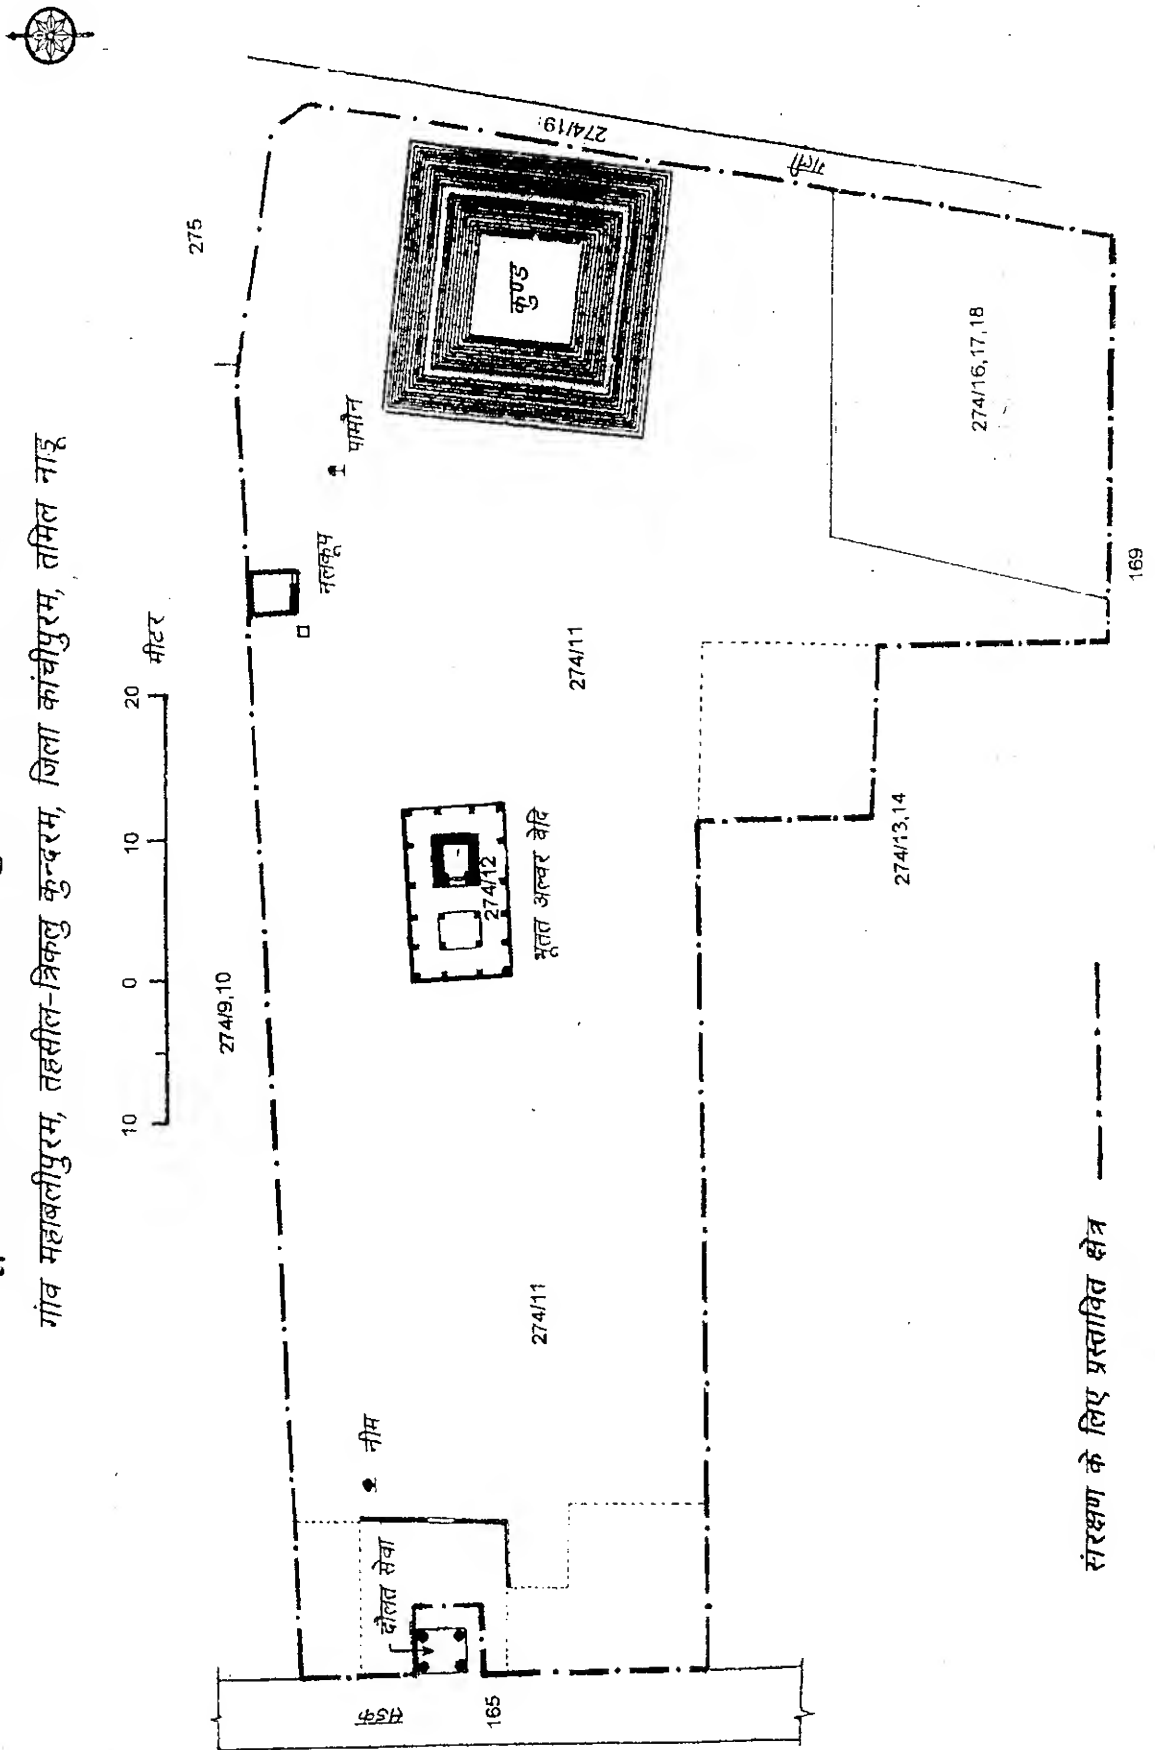 गांव महाबलीपुरम, तहसील-त्रिकलु कुन्दरम, जिला कांचीपुरम, तामिल नाडू
10 0 10 20 मीटर
274/9,10
275
नलकूप
पामौन
कुण्ड
274/19
गली
नीम
दौलत सेवा
सडक
165
274/11
274/12
भूतत अल्वर वेदि
274/11
274/13,14
274/16,17,18
169
संरक्षण के लिए प्रस्तावित क्षेत्र